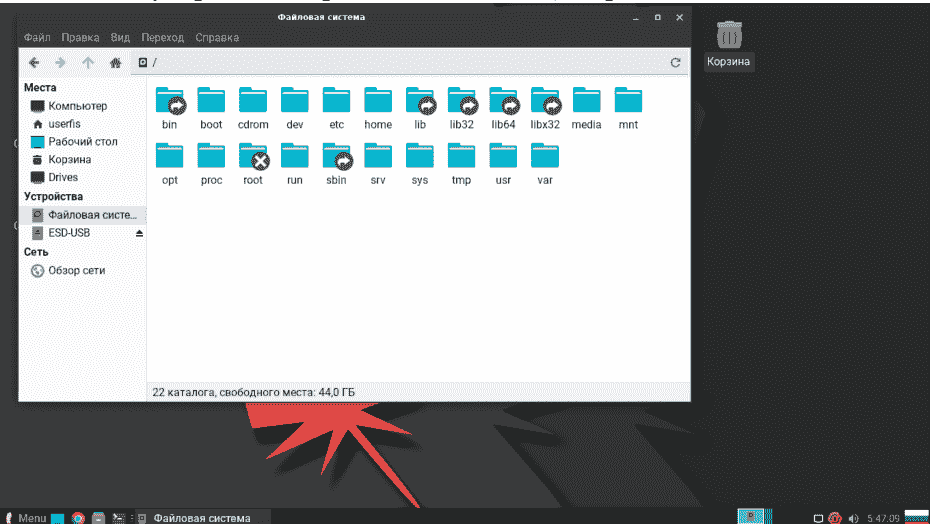 Файловая система
Файл Правка Вид Переход Справка
/
Места
Компьютер
userfis
Рабочий стол
Корзина
Drives
Устройства
Файловая систе...
ESD-USB
Сеть
Обзор сети
bin boot cdrom dev etc home lib lib32 lib64 libx32 media mnt
opt proc root run sbin srv sys tmp usr var
22 каталога, свободного места: 44,0 ГБ
Корзина
Menu Файловая система 5:47:09